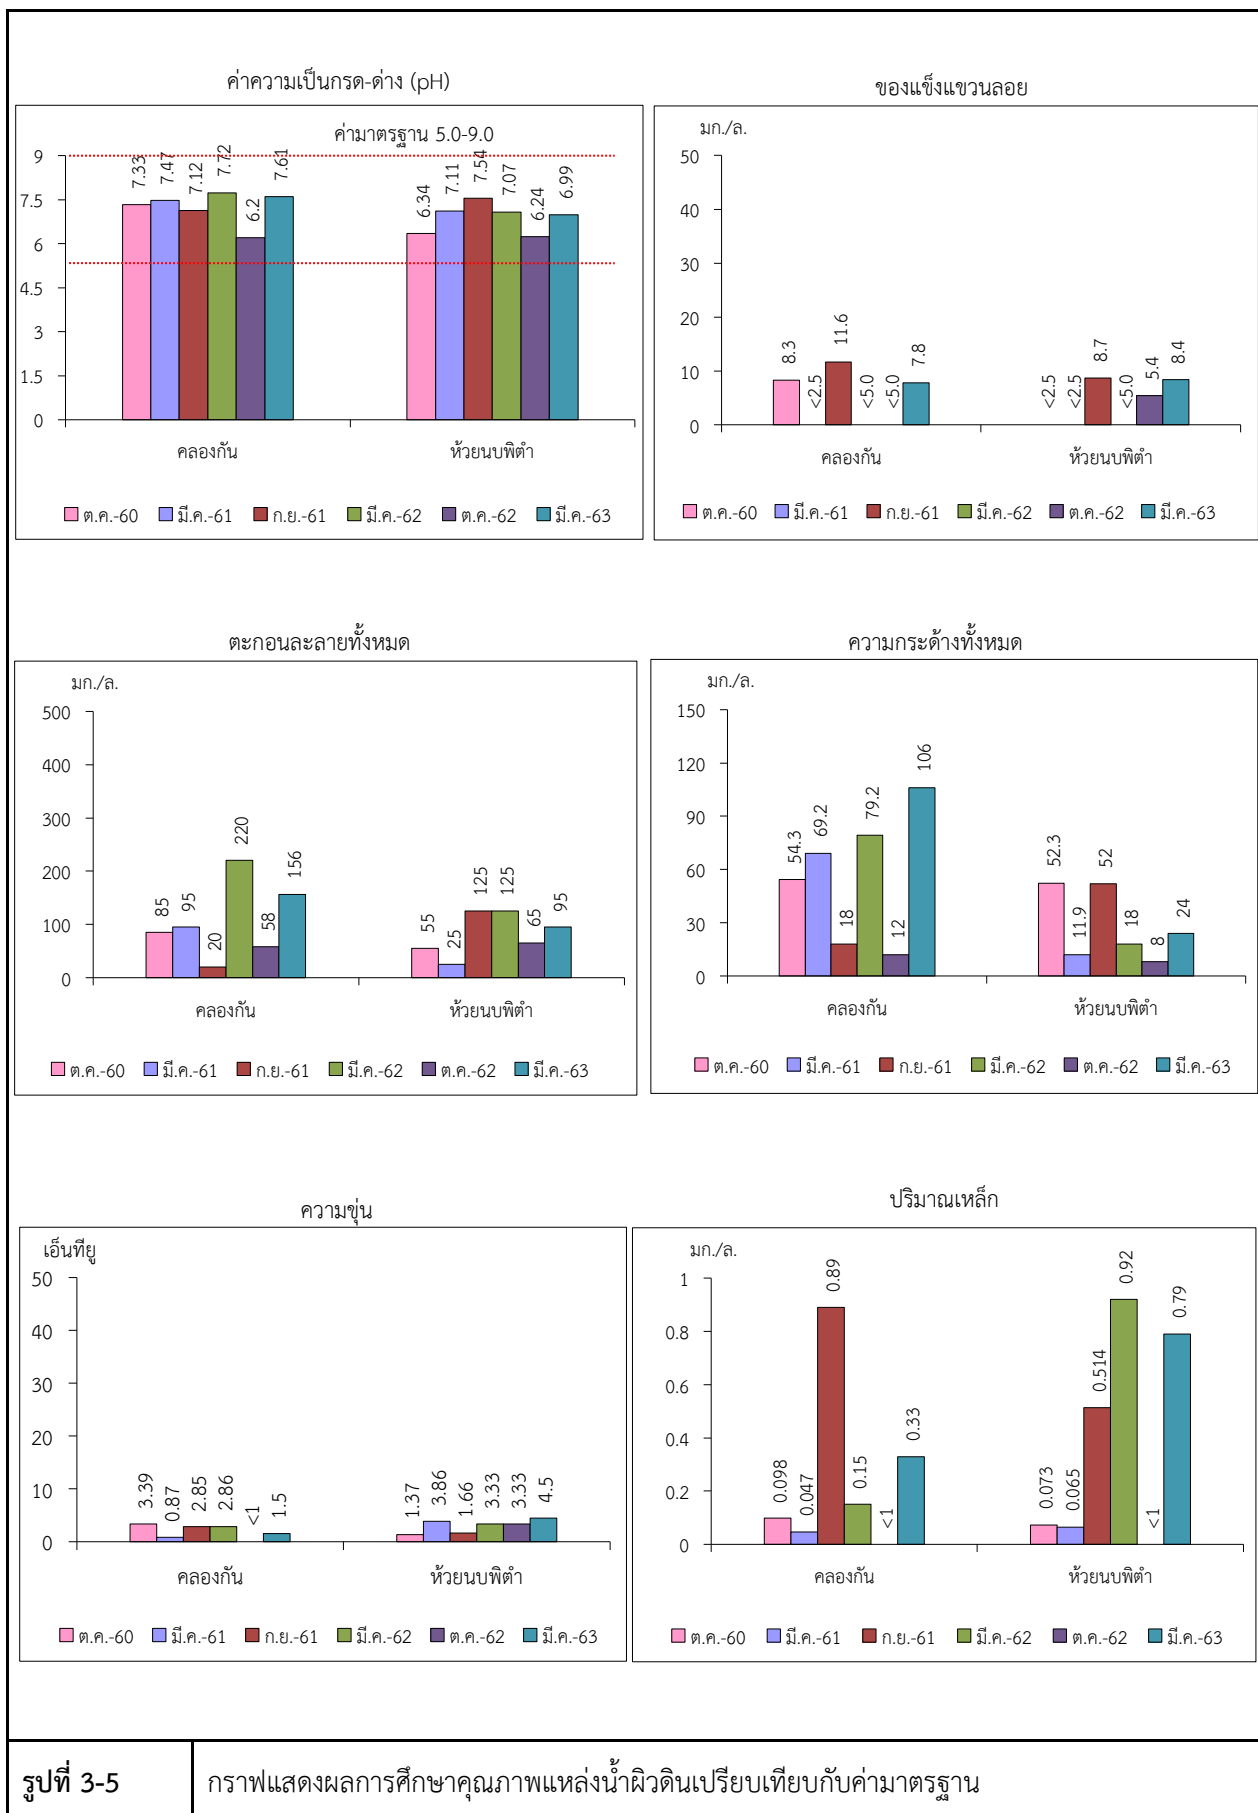 ค่าความเป็นกรด-ด่าง (pH)
ค่ามาตรฐาน 5.0-9.0
9
7.5
6
4.5
3
1.5
0
7.33 7.47 7.12 7.72 6.2 7.61
6.34 7.11 7.54 7.07 6.24 6.99
คลองกัน ห้วยนบพิตำ
ต.ค.-60 มี.ค.-61 ก.ย.-61 มี.ค.-62 ต.ค.-62 มี.ค.-63
ของแข็งแขวนลอย
มก./ล.
50
40
30
20
10
0
8.3 <2.5 11.6 <5.0 <5.0 7.8
<2.5 <2.5 8.7 <5.0 5.4 8.4
คลองกัน ห้วยนบพิตำ
ต.ค.-60 มี.ค.-61 ก.ย.-61 มี.ค.-62 ต.ค.-62 มี.ค.-63
ตะกอนละลายทั้งหมด
มก./ล.
500
400
300
200
100
0
85 95 20 220 58 156
55 25 125 125 65 95
คลองกัน ห้วยนบพิตำ
ต.ค.-60 มี.ค.-61 ก.ย.-61 มี.ค.-62 ต.ค.-62 มี.ค.-63
ความกระด้างทั้งหมด
มก./ล.
150
120
90
60
30
0
54.3 69.2 18 79.2 12 106
52.3 11.9 52 18 8 24
คลองกัน ห้วยนบพิตำ
ต.ค.-60 มี.ค.-61 ก.ย.-61 มี.ค.-62 ต.ค.-62 มี.ค.-63
ความขุ่น
เอ็นทียู
50
40
30
20
10
0
3.39 0.87 2.85 2.86 <1 1.5
1.37 3.86 1.66 3.33 3.33 4.5
คลองกัน ห้วยนบพิตำ
ต.ค.-60 มี.ค.-61 ก.ย.-61 มี.ค.-62 ต.ค.-62 มี.ค.-63
ปริมาณเหล็ก
มก./ล.
1
0.8
0.6
0.4
0.2
0
0.098 0.047 0.89 0.15 <1 0.33
0.073 0.065 0.514 0.92 <1 0.79
คลองกัน ห้วยนบพิตำ
ต.ค.-60 มี.ค.-61 ก.ย.-61 มี.ค.-62 ต.ค.-62 มี.ค.-63
รูปที่ 3-5 กราฟแสดงผลการศึกษาคุณภาพแหล่งน้ำผิวดินเปรียบเทียบกับค่ามาตรฐาน